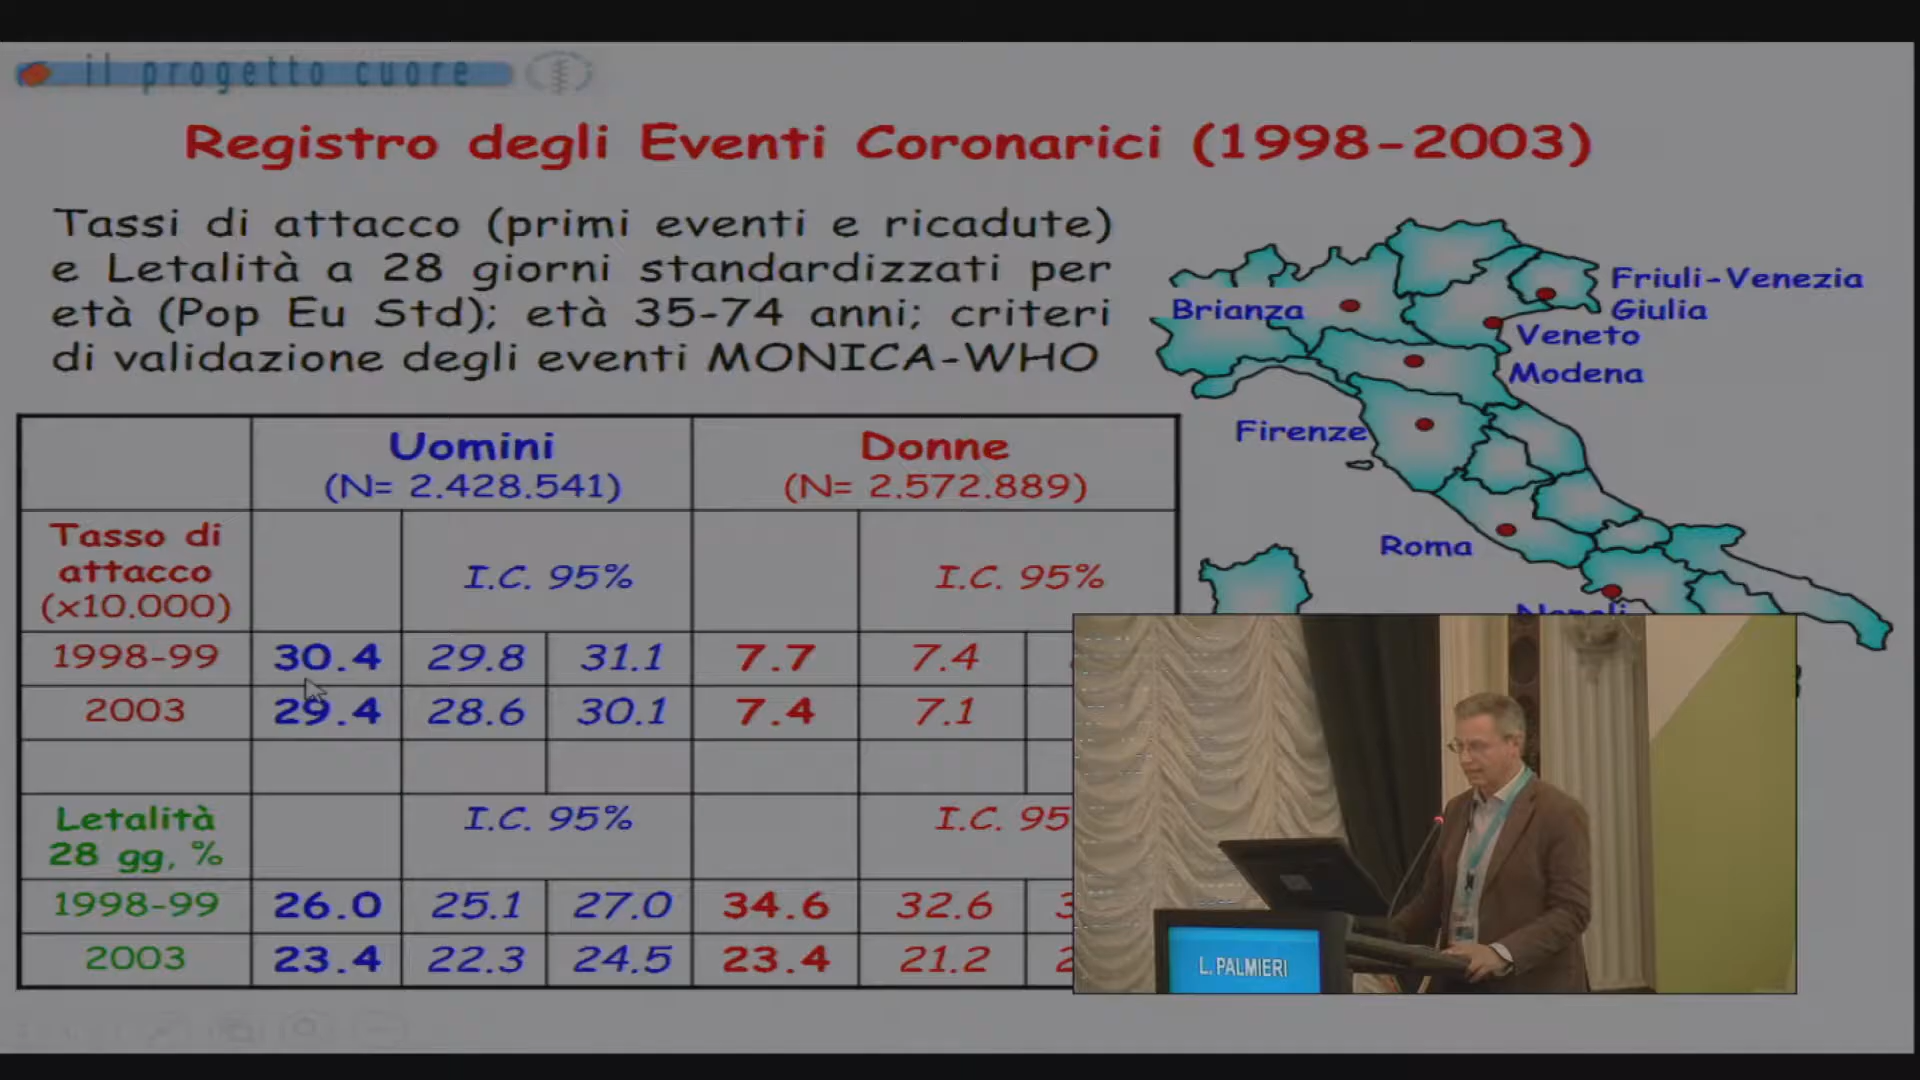 il progetto cuore
Registro degli Eventi Coronarici (1998-2003)
Tassi di attacco (primi eventi e ricadute)
e Letalità a 28 giorni standardizzati per
età (Pop Eu Std); età 35-74 anni; criteri
di validazione degli eventi MONICA-WHO
Friuli-Venezia
Giulia
Brianza
Veneto
Modena
Firenze
Roma
Napoli
Uomini
(N= 2.428.541)
Donne
(N= 2.572.889)
Tasso di
attacco
(x10.000)
I.C. 95%
I.C. 95%
1998-99 30.4 29.8 31.1 7.7 7.4
2003 29.4 28.6 30.1 7.4 7.1
Letalità
28 gg, %
I.C. 95%
I.C. 95
1998-99 26.0 25.1 27.0 34.6 32.6
2003 23.4 22.3 24.5 23.4 21.2
L. PALMIERI